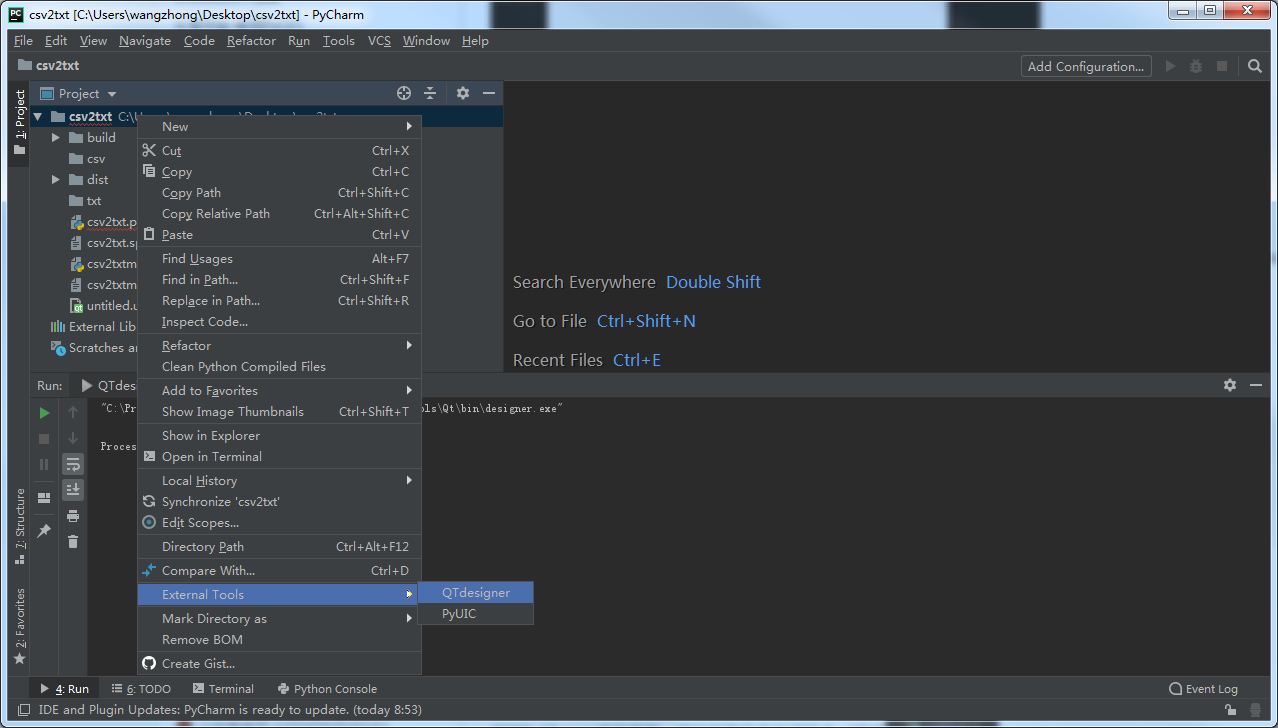 csv2txt [C:\Users\wangzhong\Desktop\csv2txt] - PyCharm
File Edit View Navigate Code Refactor Run Tools VCS Window Help
csv2txt
Add Configuration...
1: Project
Project
csv2txt
build
csv
dist
txt
csv2txt.p
csv2txt.s
csv2txtm
csv2txtm
untitled.u
External Lib
Scratches a
New
Cut Ctrl+X
Copy Ctrl+C
Copy Path Ctrl+Shift+C
Copy Relative Path Ctrl+Alt+Shift+C
Paste Ctrl+V
Find Usages Alt+F7
Find in Path... Ctrl+Shift+F
Replace in Path... Ctrl+Shift+R
Inspect Code...
Refactor
Clean Python Compiled Files
Add to Favorites
Show Image Thumbnails Ctrl+Shift+T
Show in Explorer
Open in Terminal
Local History
Synchronize 'csv2txt'
Edit Scopes...
Directory Path Ctrl+Alt+F12
Compare With... Ctrl+D
External Tools
Mark Directory as
Remove BOM
Create Gist...
QTdesigner
PyUIC
Search Everywhere Double Shift
Go to File Ctrl+Shift+N
Recent Files Ctrl+E
Run: QTdes
"C:\Pr
ols\Qt\bin\designer.exe"
Proces
7: Structure
2: Favorites
4: Run 6: TODO Terminal Python Console Event Log
IDE and Plugin Updates: PyCharm is ready to update. (today 8:53)